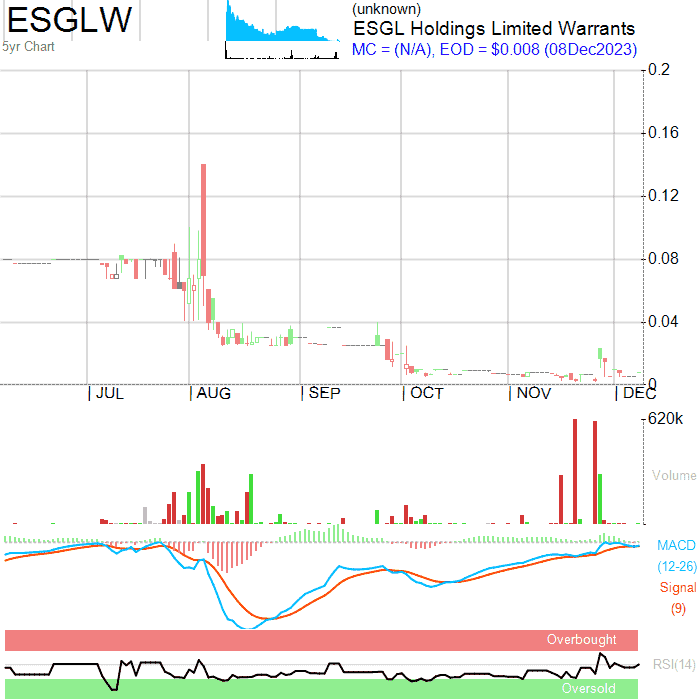 ESGLW
(unknown)
ESGL Holdings Limited Warrants
5yr Chart
MC = (N/A), EOD = $0.008 (08Dec2023)
0.2
0.16
0.12
0.08
0.04
0
JUL AUG SEP OCT NOV DEC
620k
Volume
MACD
(12-26)
Signal
(9)
Overbought
RSI(14)
Oversold